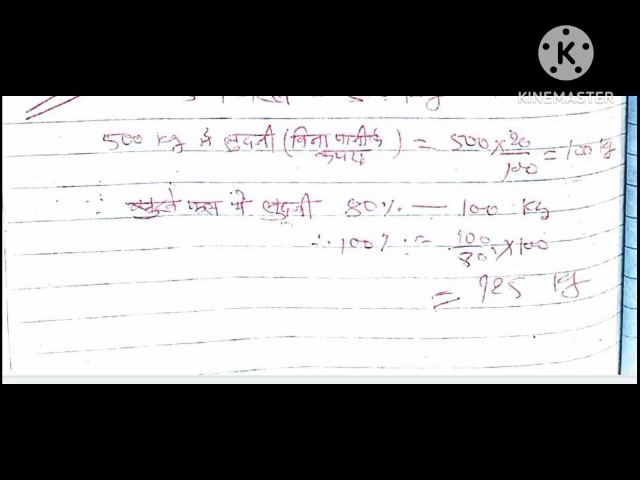 K
KINEMASTER
500 kg में लुगदी (बिना पानी के = 500 × 20/100 = 100 kg
∵ फल में लुगदी 80% — 100 kg
∴ 100% = 100/80 × 100
= 125 kg